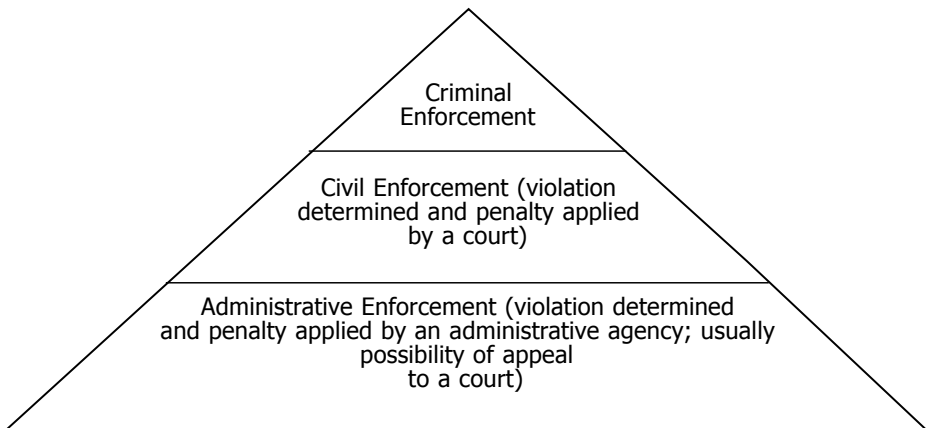 Criminal
Enforcement
Civil Enforcement (violation
determined and penalty applied
by a court)
Administrative Enforcement (violation determined
and penalty applied by an administrative agency; usually
possibility of appeal
to a court)